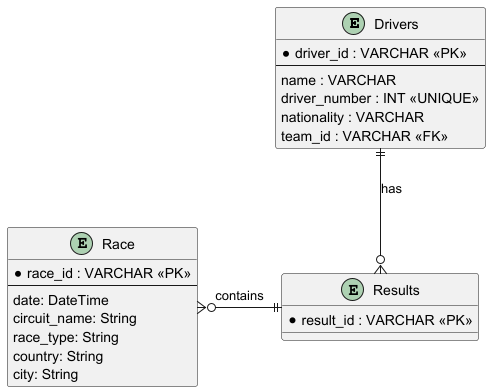 E Drivers
* driver_id : VARCHAR «PK»
name : VARCHAR
driver_number : INT «UNIQUE»
nationality : VARCHAR
team_id : VARCHAR «FK»
has
E Race
* race_id : VARCHAR «PK»
date: DateTime
circuit_name: String
race_type: String
country: String
city: String
contains
E Results
* result_id : VARCHAR «PK»